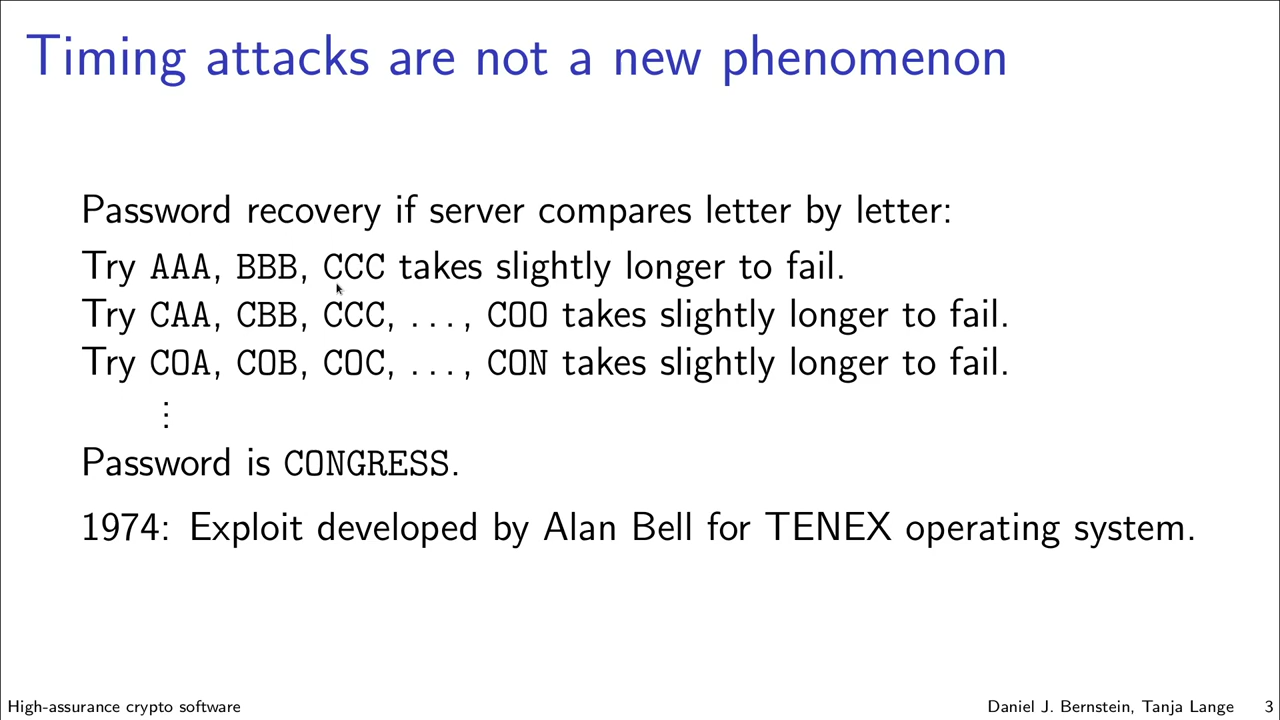 Timing attacks are not a new phenomenon
Password recovery if server compares letter by letter:
Try AAA, BBB, CCC takes slightly longer to fail.
Try CAA, CBB, CCC, ..., COO takes slightly longer to fail.
Try COA, COB, COC, ..., CON takes slightly longer to fail.
⋮
Password is CONGRESS.
1974: Exploit developed by Alan Bell for TENEX operating system.
High-assurance crypto software
Daniel J. Bernstein, Tanja Lange 3